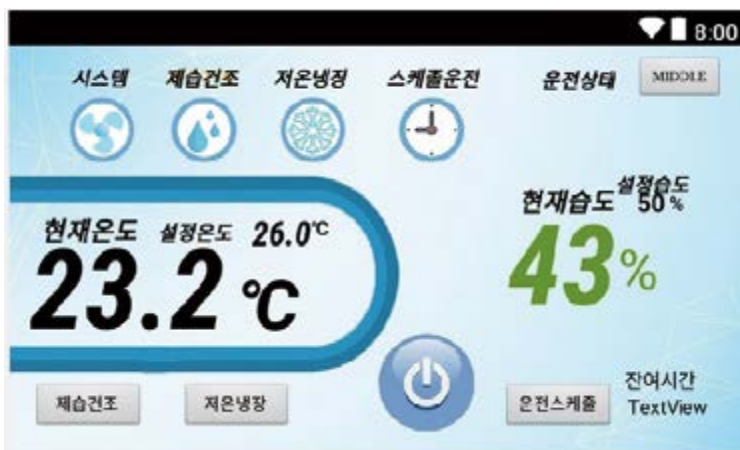 8:00
시스템 제습건조 저온냉장 스케쥴운전 운전상태 MIDDLE
현재습도 설정습도 50 %
현재온도 설정온도 26.0℃
23.2 ℃ 43%
제습건조 저온냉장 운전스케쥴 잔여시간
TextView